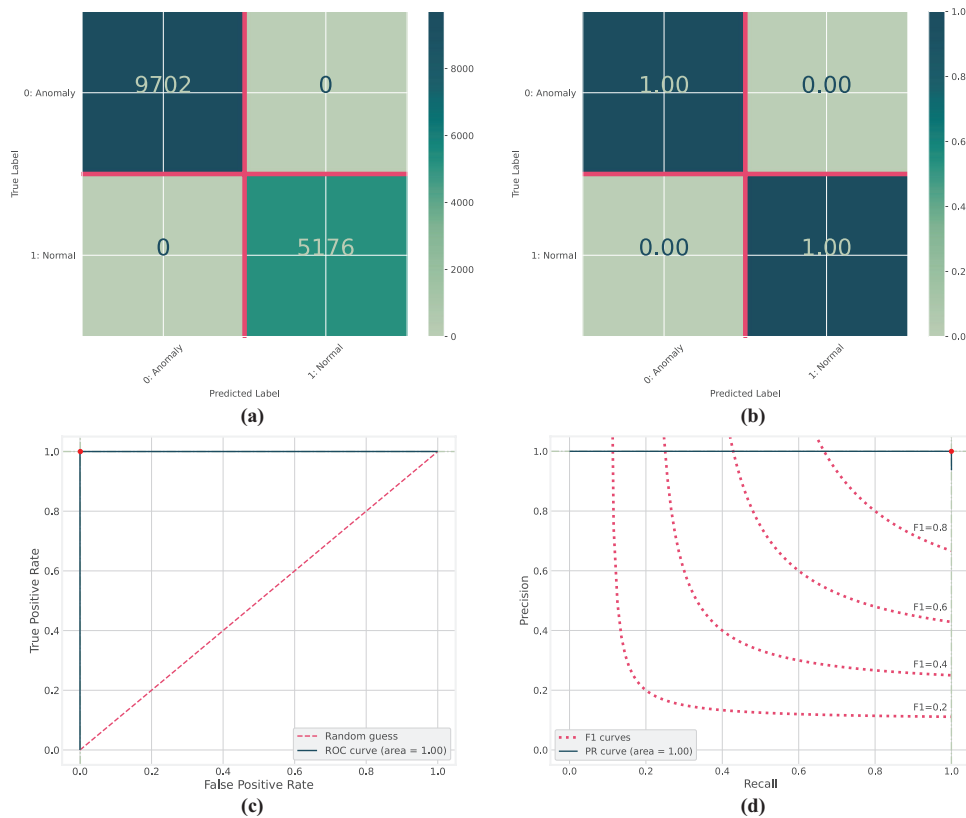 9702
0
0
5176
0: Anomaly
1: Normal
True Label
0: Anomaly
1: Normal
Predicted Label
8000
6000
4000
2000
0
(a)
1.00
0.00
0.00
1.00
0: Anomaly
1: Normal
True Label
0: Anomaly
1: Normal
Predicted Label
1.0
0.8
0.6
0.4
0.2
0.0
(b)
1.0
0.8
0.6
0.4
0.2
0.0
True Positive Rate
Random guess
ROC curve (area = 1.00)
0.0 0.2 0.4 0.6 0.8 1.0
False Positive Rate
(c)
1.0
0.8
0.6
0.4
0.2
0.0
Precision
F1=0.8
F1=0.6
F1=0.4
F1=0.2
F1 curves
PR curve (area = 1.00)
0.0 0.2 0.4 0.6 0.8 1.0
Recall
(d)